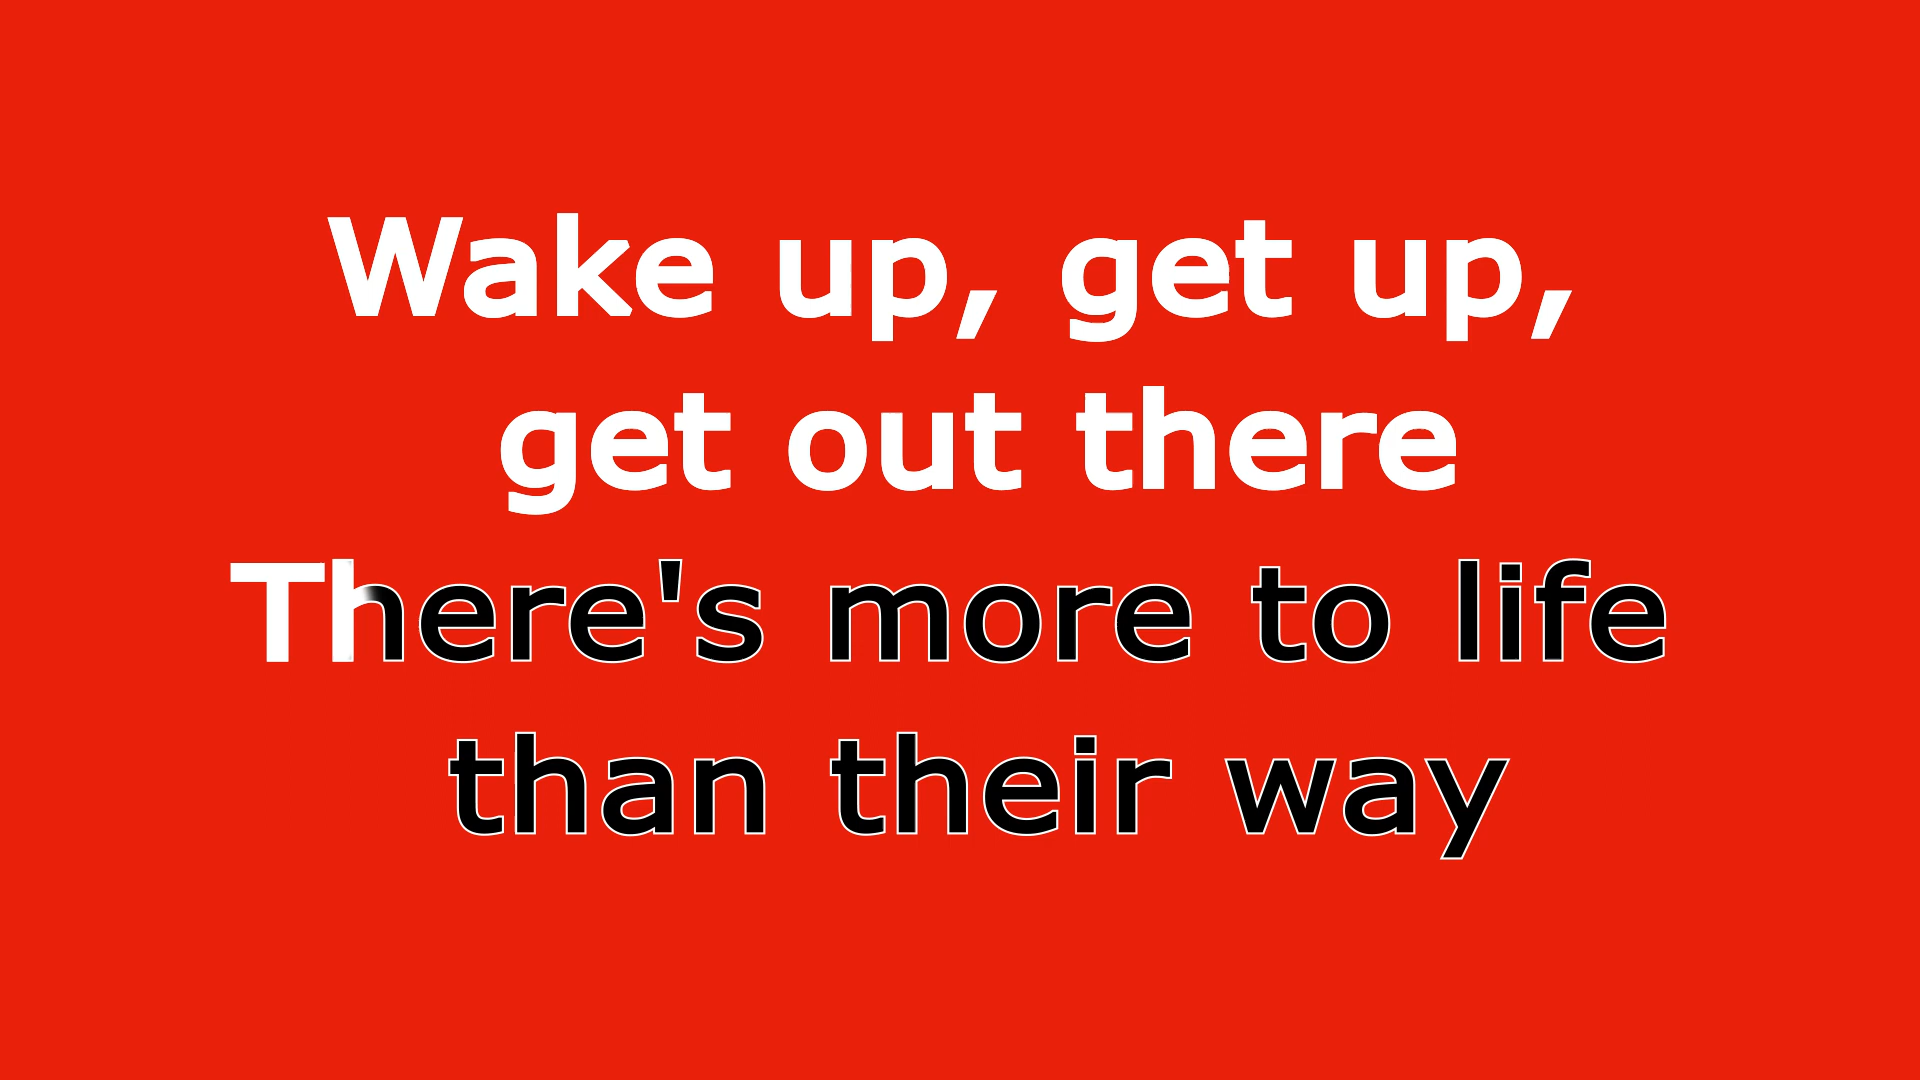 Wake up, get up,
get out there
There's more to life
than their way